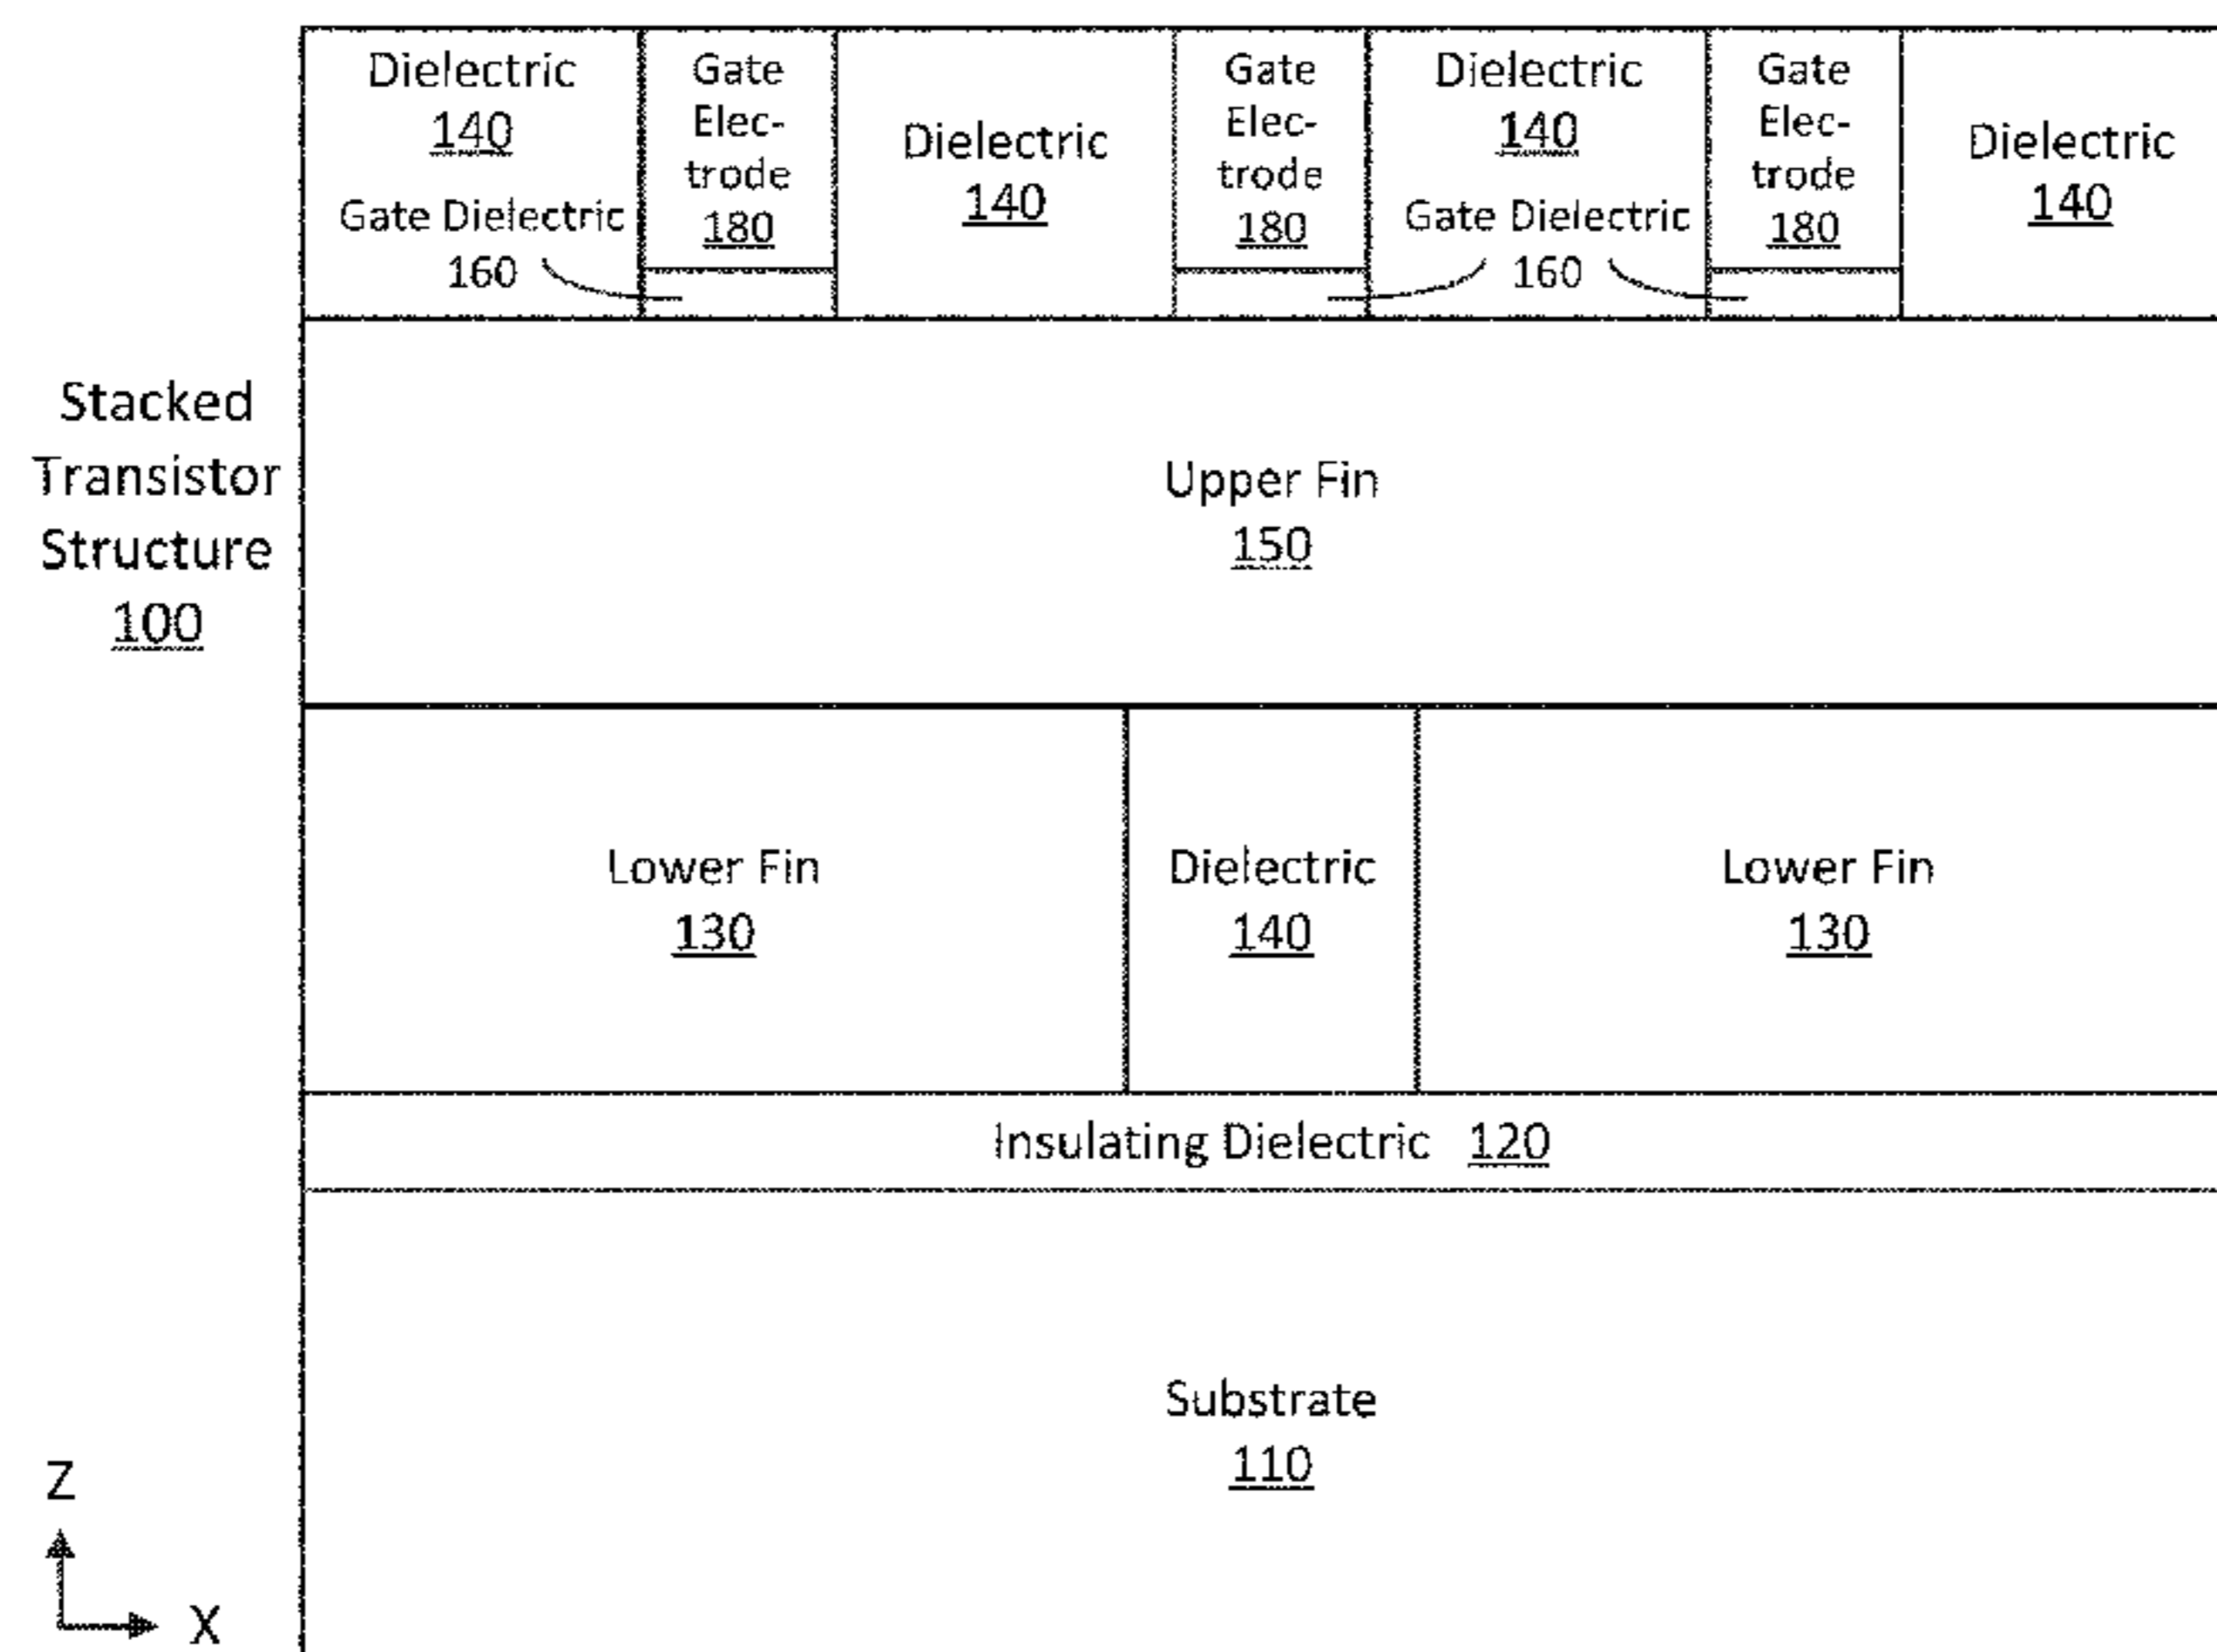 Dielectric
140
Gate Dielectric
160
Gate
Elec-
trode
180
Dielectric
140
Gate
Elec-
trode
180
Dielectric
140
Gate Dielectric
160
Gate
Elec-
trode
180
Dielectric
140
Stacked
Transistor
Structure
100
Upper Fin
150
Lower Fin
130
Dielectric
140
Lower Fin
130
Insulating Dielectric 120
Substrate
110
Z
X